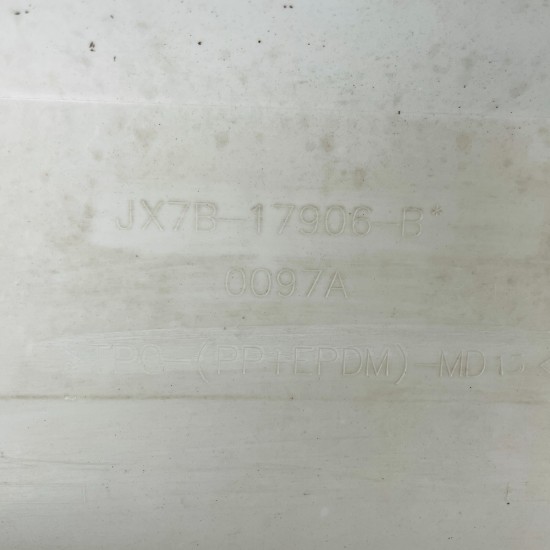 JX7B-17906-B*
0097A
TPO-(PP+EPDM) MD15<